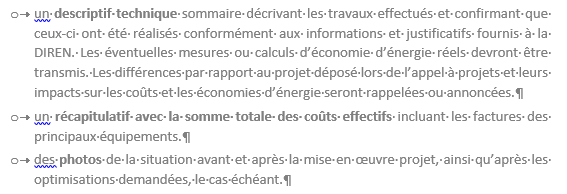 o un descriptif technique sommaire décrivant les travaux effectués et confirmant que
ceux-ci ont été réalisés conformément aux informations et justificatifs fournis à la
DIREN. Les éventuelles mesures ou calculs d'économie d'énergie réels devront être
transmis. Les différences par rapport au projet déposé lors de l'appel à projets et leurs
impacts sur les coûts et les économies d'énergie seront rappelées ou annoncées.¶
o un récapitulatif avec la somme totale des coûts effectifs incluant les factures des
principaux équipements.¶
o des photos de la situation avant et après la mise en œuvre projet, ainsi qu'après les
optimisations demandées, le cas échéant.¶